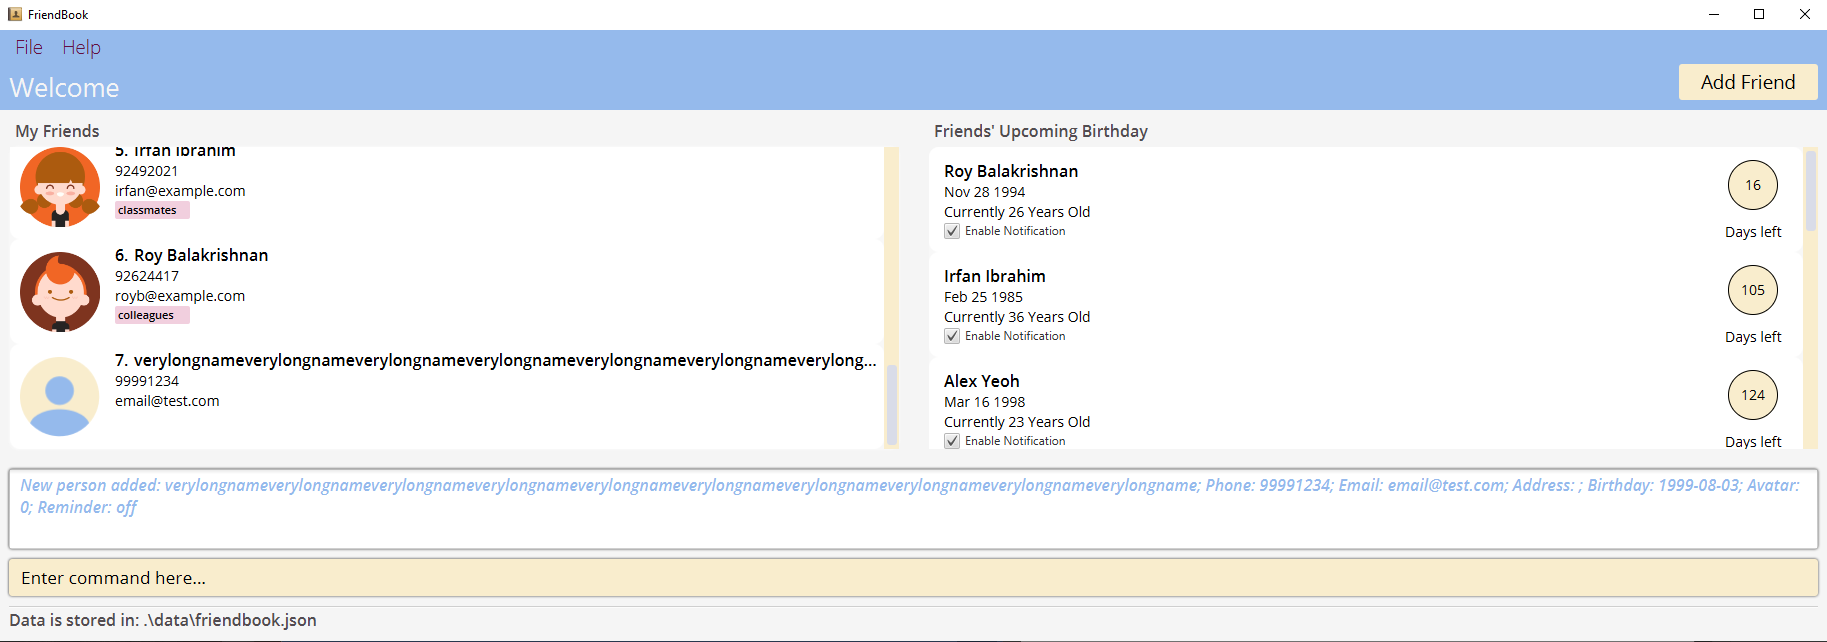 FriendBook
File Help
Welcome
Add Friend
My Friends
5. Irfan Ibrahim
92492021
irfan@example.com
classmates
6. Roy Balakrishnan
92624417
royb@example.com
colleagues
7. verylongnameverylongnameverylongnameverylongnameverylongnameverylongnameverylong...
99991234
email@test.com
Friends' Upcoming Birthday
Roy Balakrishnan
Nov 28 1994
Currently 26 Years Old
Enable Notification
16
Days left
Irfan Ibrahim
Feb 25 1985
Currently 36 Years Old
Enable Notification
105
Days left
Alex Yeoh
Mar 16 1998
Currently 23 Years Old
Enable Notification
124
Days left
New person added: verylongnameverylongnameverylongnameverylongnameverylongnameverylongnameverylongnameverylongnameverylongnameverylongname; Phone: 99991234; Email: email@test.com; Address: ; Birthday: 1999-08-03; Avatar:
0; Reminder: off
Enter command here...
Data is stored in: .\data\friendbook.json